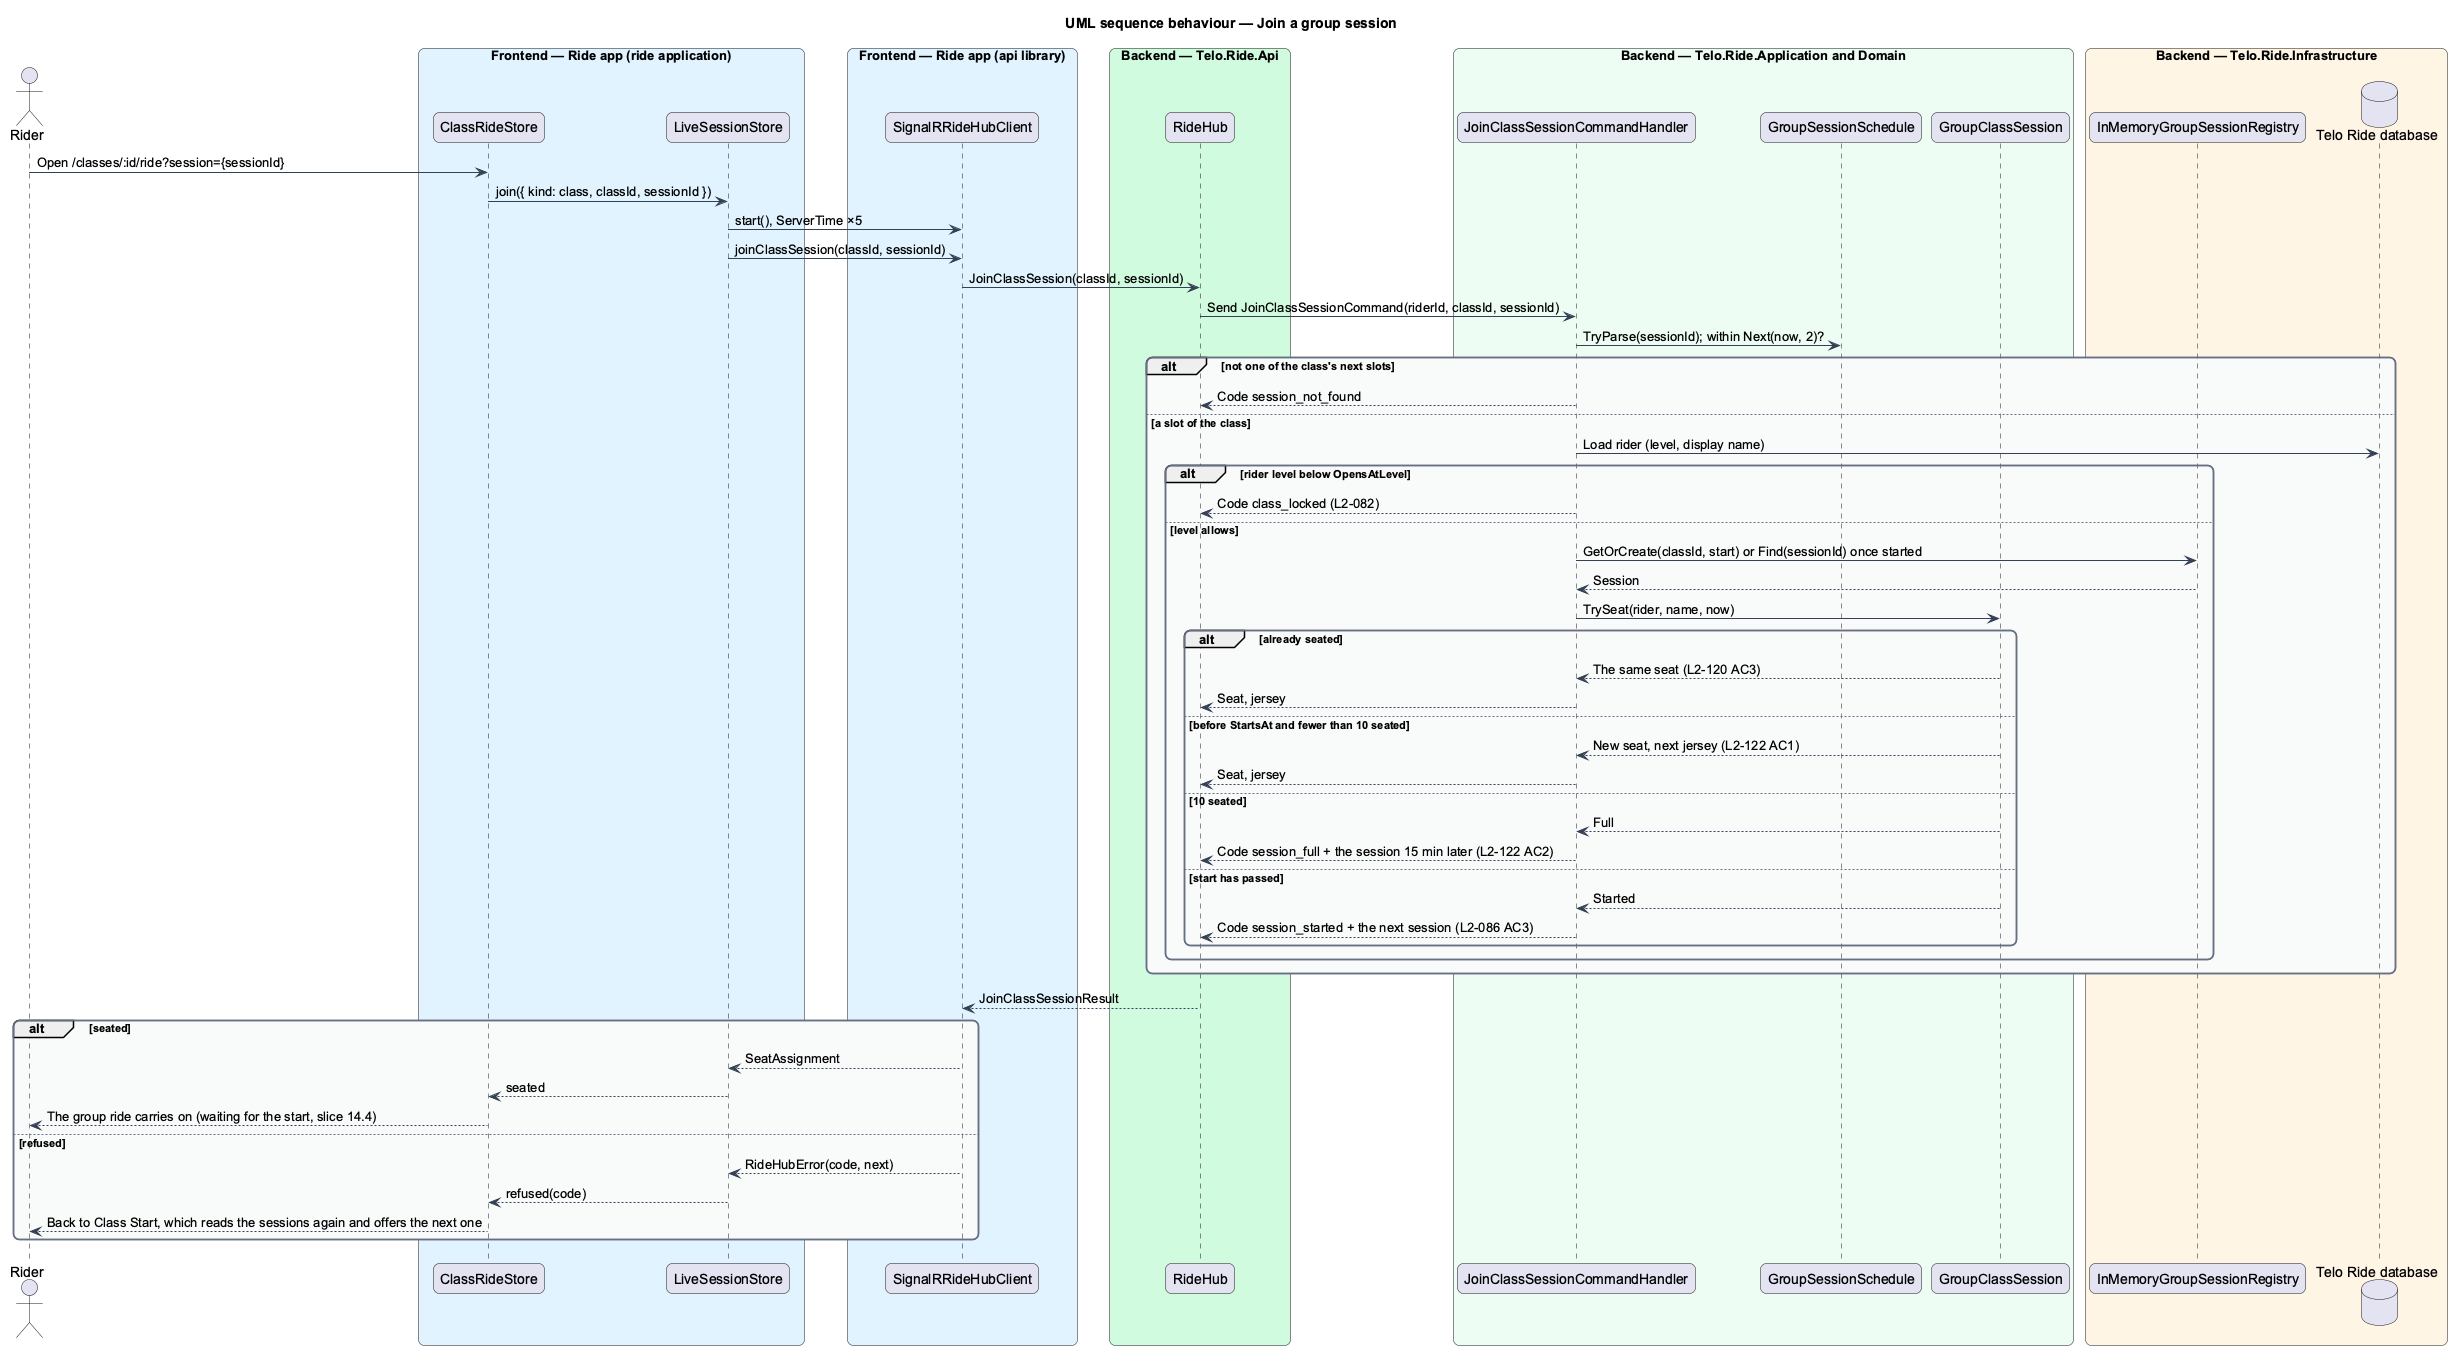 UML sequence behaviour — Join a group session
Frontend — Ride app (ride application)
Frontend — Ride app (api library)
Backend — Telo.Ride.Api
Backend — Telo.Ride.Application and Domain
Backend — Telo.Ride.Infrastructure
Rider
ClassRideStore
LiveSessionStore
SignalRRideHubClient
RideHub
JoinClassSessionCommandHandler
GroupSessionSchedule
GroupClassSession
InMemoryGroupSessionRegistry
Telo Ride database
Open /classes/:id/ride?session={sessionId}
join({ kind: class, classId, sessionId })
start(), ServerTime ×5
joinClassSession(classId, sessionId)
JoinClassSession(classId, sessionId)
Send JoinClassSessionCommand(riderId, classId, sessionId)
TryParse(sessionId); within Next(now, 2)?
alt [not one of the class's next slots]
Code session_not_found
[a slot of the class]
Load rider (level, display name)
alt [rider level below OpensAtLevel]
Code class_locked (L2-082)
[level allows]
GetOrCreate(classId, start) or Find(sessionId) once started
Session
TrySeat(rider, name, now)
alt [already seated]
The same seat (L2-120 AC3)
Seat, jersey
[before StartsAt and fewer than 10 seated]
New seat, next jersey (L2-122 AC1)
Seat, jersey
[10 seated]
Full
Code session_full + the session 15 min later (L2-122 AC2)
[start has passed]
Started
Code session_started + the next session (L2-086 AC3)
JoinClassSessionResult
alt [seated]
SeatAssignment
seated
The group ride carries on (waiting for the start, slice 14.4)
[refused]
RideHubError(code, next)
refused(code)
Back to Class Start, which reads the sessions again and offers the next one
Rider
ClassRideStore
LiveSessionStore
SignalRRideHubClient
RideHub
JoinClassSessionCommandHandler
GroupSessionSchedule
GroupClassSession
InMemoryGroupSessionRegistry
Telo Ride database